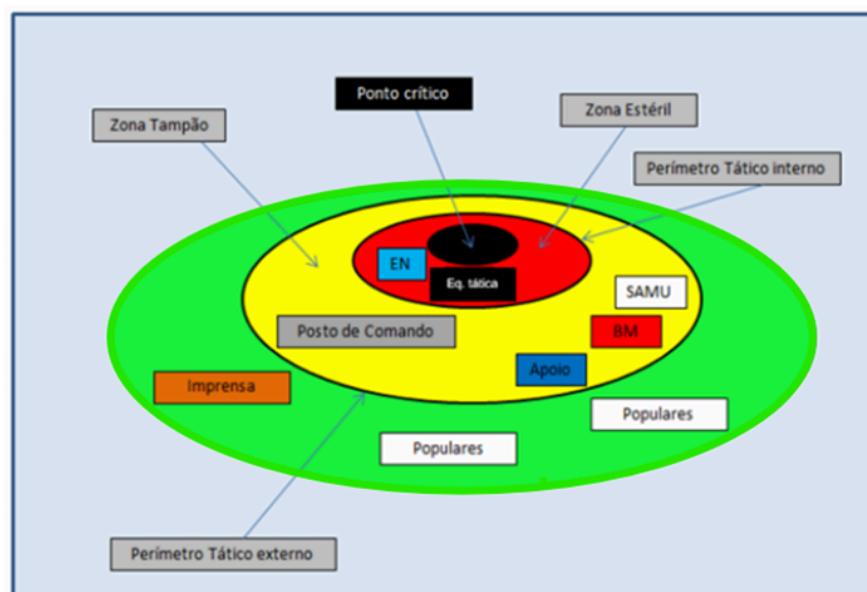 Ponto crítico
Zona Tampão
Zona Estéril
Perímetro Tático interno
EN
Eq. tática
SAMU
Posto de Comando
BM
Apoio
Imprensa
Populares
Populares
Perímetro Tático externo